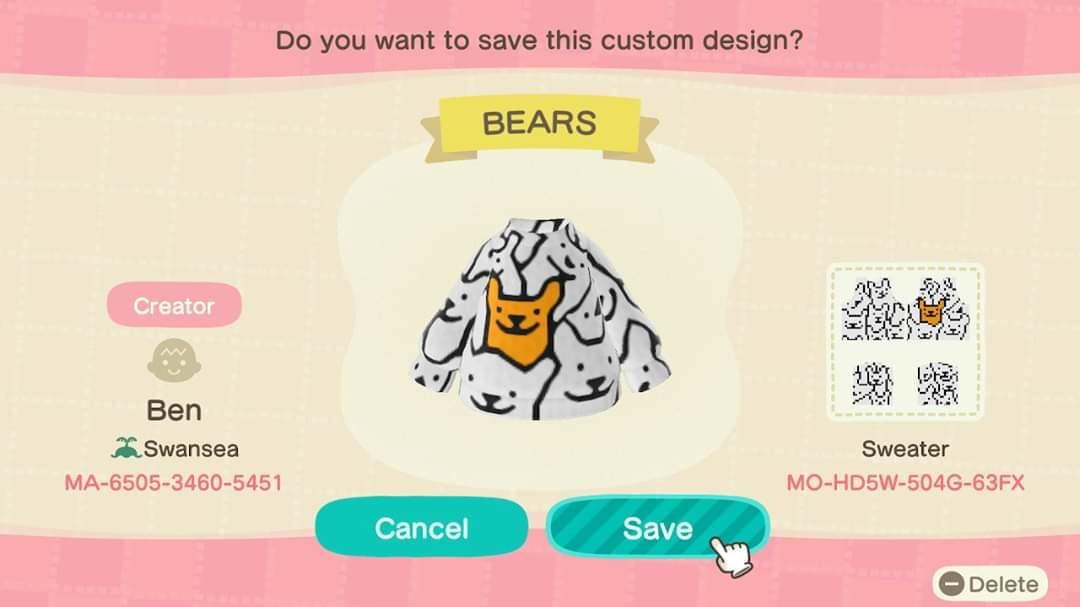 Do you want to save this custom design?
BEARS
Creator
Ben
Swansea
MA-6505-3460-5451
Sweater
MO-HD5W-504G-63FX
Cancel
Save
Delete